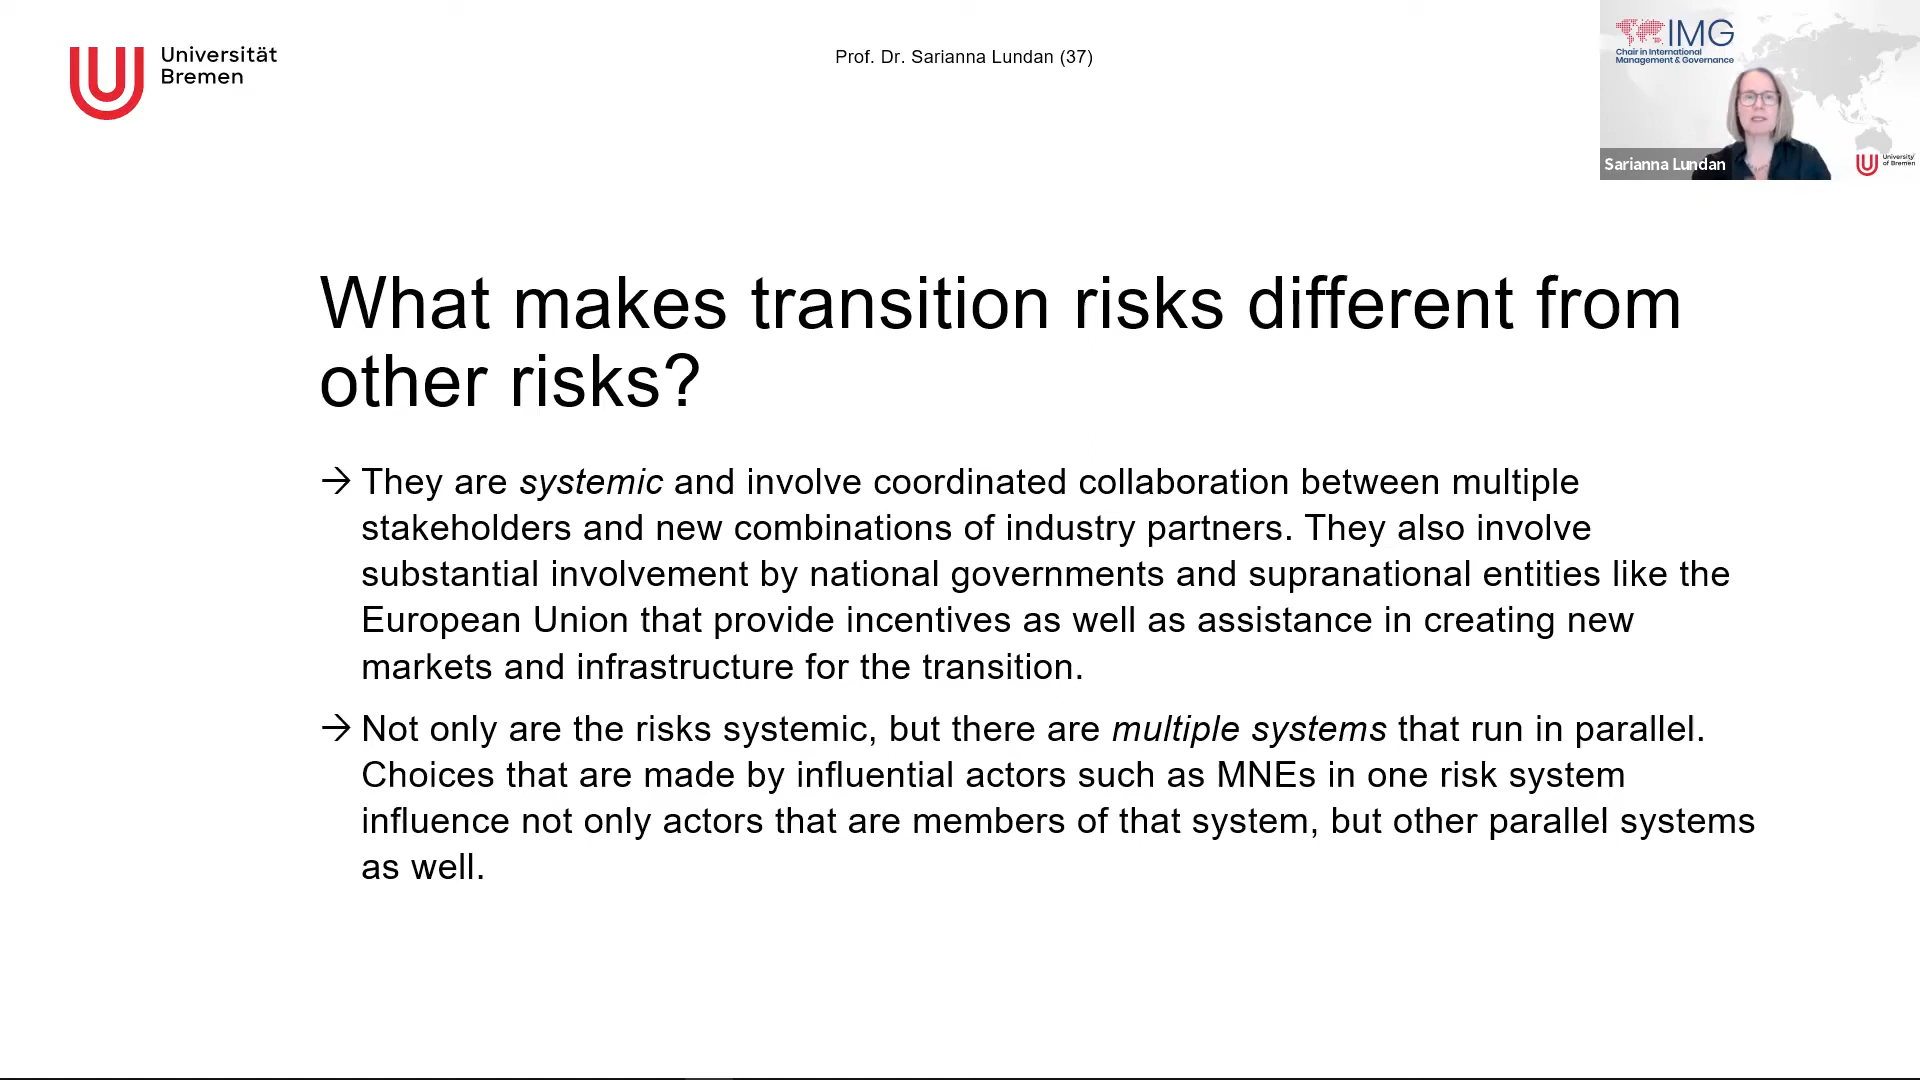 Universität
Bremen
Prof. Dr. Sarianna Lundan (37)
IMG
Chair in International
Management & Governance
Sarianna Lundan
University
of Bremen
What makes transition risks different from
other risks?
→ They are systemic and involve coordinated collaboration between multiple
stakeholders and new combinations of industry partners. They also involve
substantial involvement by national governments and supranational entities like the
European Union that provide incentives as well as assistance in creating new
markets and infrastructure for the transition.
→ Not only are the risks systemic, but there are multiple systems that run in parallel.
Choices that are made by influential actors such as MNEs in one risk system
influence not only actors that are members of that system, but other parallel systems
as well.